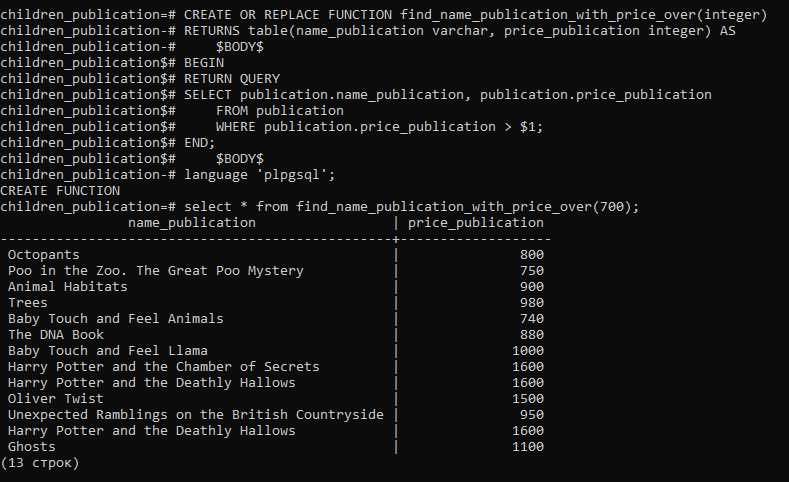 children_publication=# CREATE OR REPLACE FUNCTION find_name_publication_with_price_over(integer)
children_publication-# RETURNS table(name_publication varchar, price_publication integer) AS
children_publication-#     $BODY$
children_publication$# BEGIN
children_publication$# RETURN QUERY
children_publication$# SELECT publication.name_publication, publication.price_publication
children_publication$#     FROM publication
children_publication$#     WHERE publication.price_publication > $1;
children_publication$# END;
children_publication$#     $BODY$
children_publication-# language 'plpgsql';
CREATE FUNCTION
children_publication=# select * from find_name_publication_with_price_over(700);
                name_publication                 | price_publication
-------------------------------------------------+-------------------
 Octopants                                       |               800
 Poo in the Zoo. The Great Poo Mystery           |               750
 Animal Habitats                                 |               900
 Trees                                           |               980
 Baby Touch and Feel Animals                     |               740
 The DNA Book                                    |               880
 Baby Touch and Feel Llama                       |              1000
 Harry Potter and the Chamber of Secrets         |              1600
 Harry Potter and the Deathly Hallows            |              1600
 Oliver Twist                                    |              1500
 Unexpected Ramblings on the British Countryside |               950
 Harry Potter and the Deathly Hallows            |              1600
 Ghosts                                          |              1100
(13 строк)